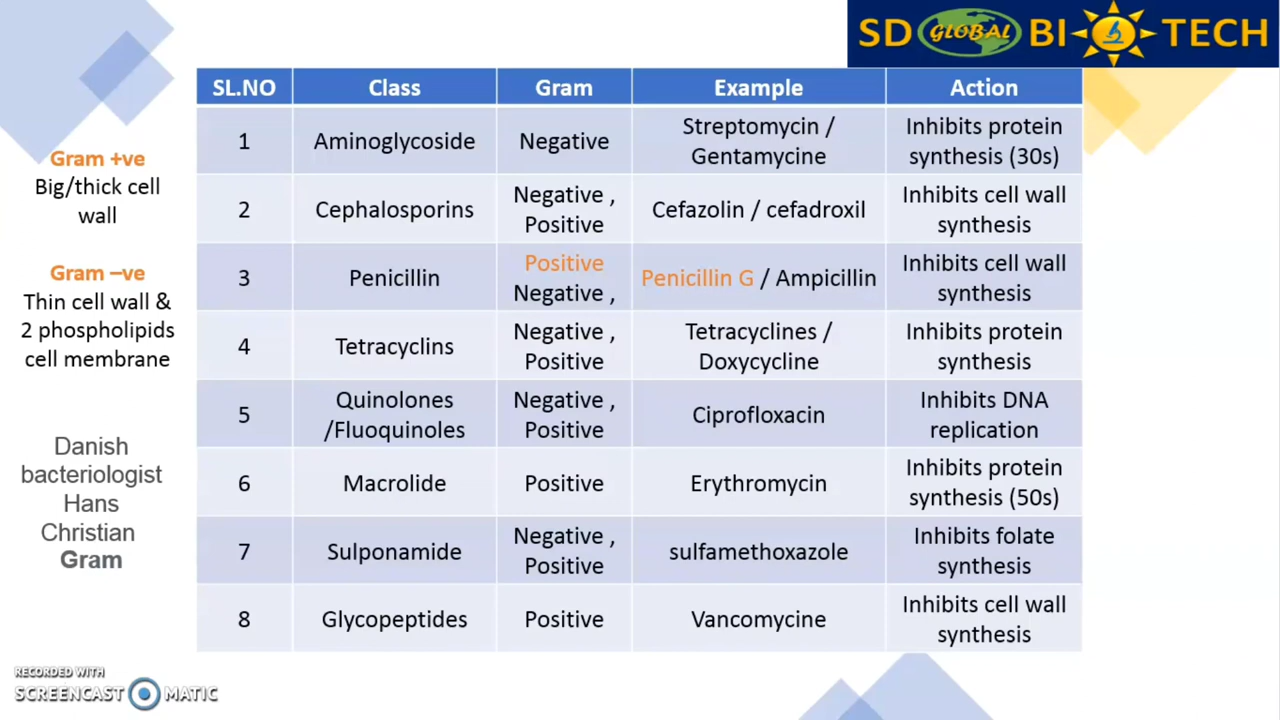 SD GLOBAL BI TECH
SL.NO Class Gram Example Action
1 Aminoglycoside Negative Streptomycin / Gentamycine Inhibits protein synthesis (30s)
2 Cephalosporins Negative , Positive Cefazolin / cefadroxil Inhibits cell wall synthesis
3 Penicillin Positive Negative , Penicillin G / Ampicillin Inhibits cell wall synthesis
4 Tetracyclins Negative , Positive Tetracyclines / Doxycycline Inhibits protein synthesis
5 Quinolones /Fluoquinoles Negative , Positive Ciprofloxacin Inhibits DNA replication
6 Macrolide Positive Erythromycin Inhibits protein synthesis (50s)
7 Sulponamide Negative , Positive sulfamethoxazole Inhibits folate synthesis
8 Glycopeptides Positive Vancomycine Inhibits cell wall synthesis
Gram +ve
Big/thick cell
wall
Gram –ve
Thin cell wall &
2 phospholipids
cell membrane
Danish
bacteriologist
Hans
Christian
Gram
RECORDED WITH
SCREENCAST MATIC